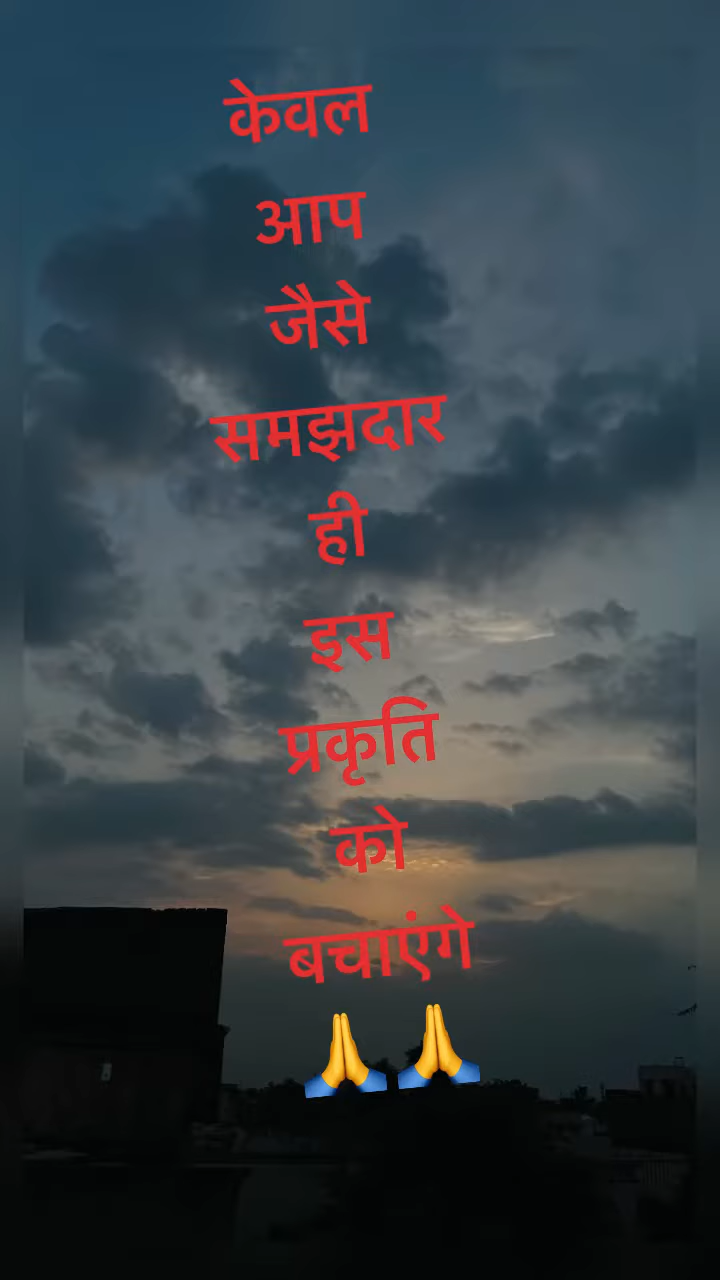 केवल
आप
जैसे
समझदार
ही
इस
प्रकृति
को
बचाएंगे
🙏 🙏